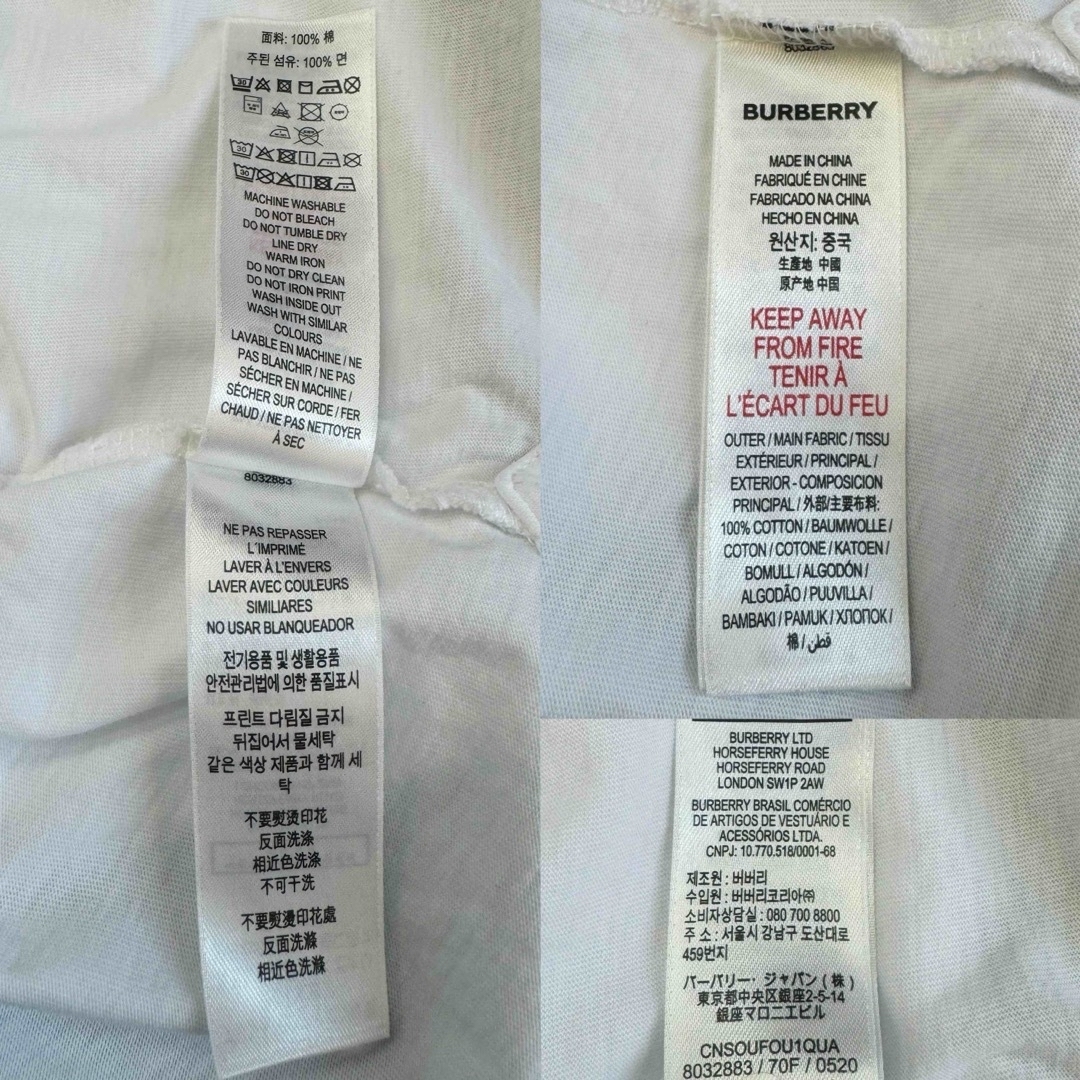 面料: 100% 棉
주된 섬유: 100% 면
MACHINE WASHABLE
DO NOT BLEACH
DO NOT TUMBLE DRY
LINE DRY
WARM IRON
DO NOT DRY CLEAN
DO NOT IRON PRINT
WASH INSIDE OUT
WASH WITH SIMILAR
COLOURS
LAVABLE EN MACHINE / NE
PAS BLANCHIR / NE PAS
SÉCHER EN MACHINE /
SÉCHER SUR CORDE / FER
CHAUD / NE PAS NETTOYER
À SEC
8032883
NE PAS REPASSER
L'IMPRIMÉ
LAVER À L'ENVERS
LAVER AVEC COULEURS
SIMILIARES
NO USAR BLANQUEADOR
전기용품 및 생활용품
안전관리법에 의한 품질표시
프린트 다림질 금지
뒤집어서 물세탁
같은 색상 제품과 함께 세
탁
不要熨烫印花
反面洗涤
相近色洗涤
不可干洗
不要熨燙印花處
反面洗滌
相近色洗滌
8032883
BURBERRY
MADE IN CHINA
FABRIQUÉ EN CHINE
FABRICADO NA CHINA
HECHO EN CHINA
원산지: 중국
生產地 中國
原产地 中国
KEEP AWAY
FROM FIRE
TENIR À
L'ÉCART DU FEU
OUTER / MAIN FABRIC / TISSU
EXTÉRIEUR / PRINCIPAL /
EXTERIOR - COMPOSICION
PRINCIPAL / 外部/主要布料:
100% COTTON / BAUMWOLLE /
COTON / COTONE / KATOEN /
BOMULL / ALGODÓN /
ALGODÃO / PUUVILLA /
BAMBAKI / PAMUK / ХЛОПОК /
棉 / قطن
BURBERRY LTD
HORSEFERRY HOUSE
HORSEFERRY ROAD
LONDON SW1P 2AW
BURBERRY BRASIL COMÉRCIO
DE ARTIGOS DE VESTUÁRIO E
ACESSÓRIOS LTDA.
CNPJ: 10.770.518/0001-68
제조원 : 버버리
수입원 : 버버리코리아㈜
소비자상담실 : 080 700 8800
주 소 : 서울시 강남구 도산대로
459번지
バーバリー・ジャパン (株)
東京都中央区銀座2-5-14
銀座マロニエビル
CNSOUFOU1QUA
8032883 / 70F / 0520